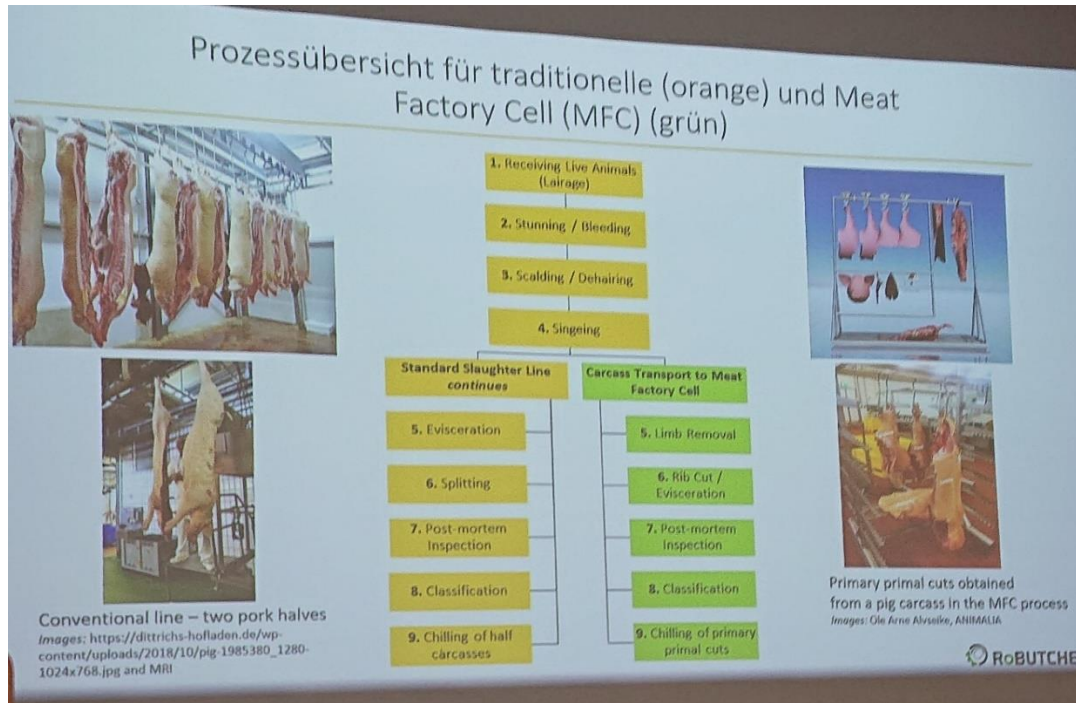 Prozessübersicht für traditionelle (orange) und Meat
Factory Cell (MFC) (grün)
1. Receiving Live Animals
(Lairage)
2. Stunning / Bleeding
3. Scalding / Dehairing
4. Singeing
Standard Slaughter Line
continues
5. Evisceration
6. Splitting
7. Post-mortem
Inspection
8. Classification
9. Chilling of half
carcasses
Carcass Transport to Meat
Factory Cell
5. Limb Removal
6. Rib Cut /
Evisceration
7. Post-mortem
Inspection
8. Classification
9. Chilling of primary
primal cuts
Conventional line – two pork halves
Images: https://dittrichs-hofladen.de/wp-
content/uploads/2018/10/pig-1985380_1280-
1024x768.jpg and MRI
Primary primal cuts obtained
from a pig carcass in the MFC process
Images: Ole Arne Alvseike, ANIMALIA
RoBUTCHE